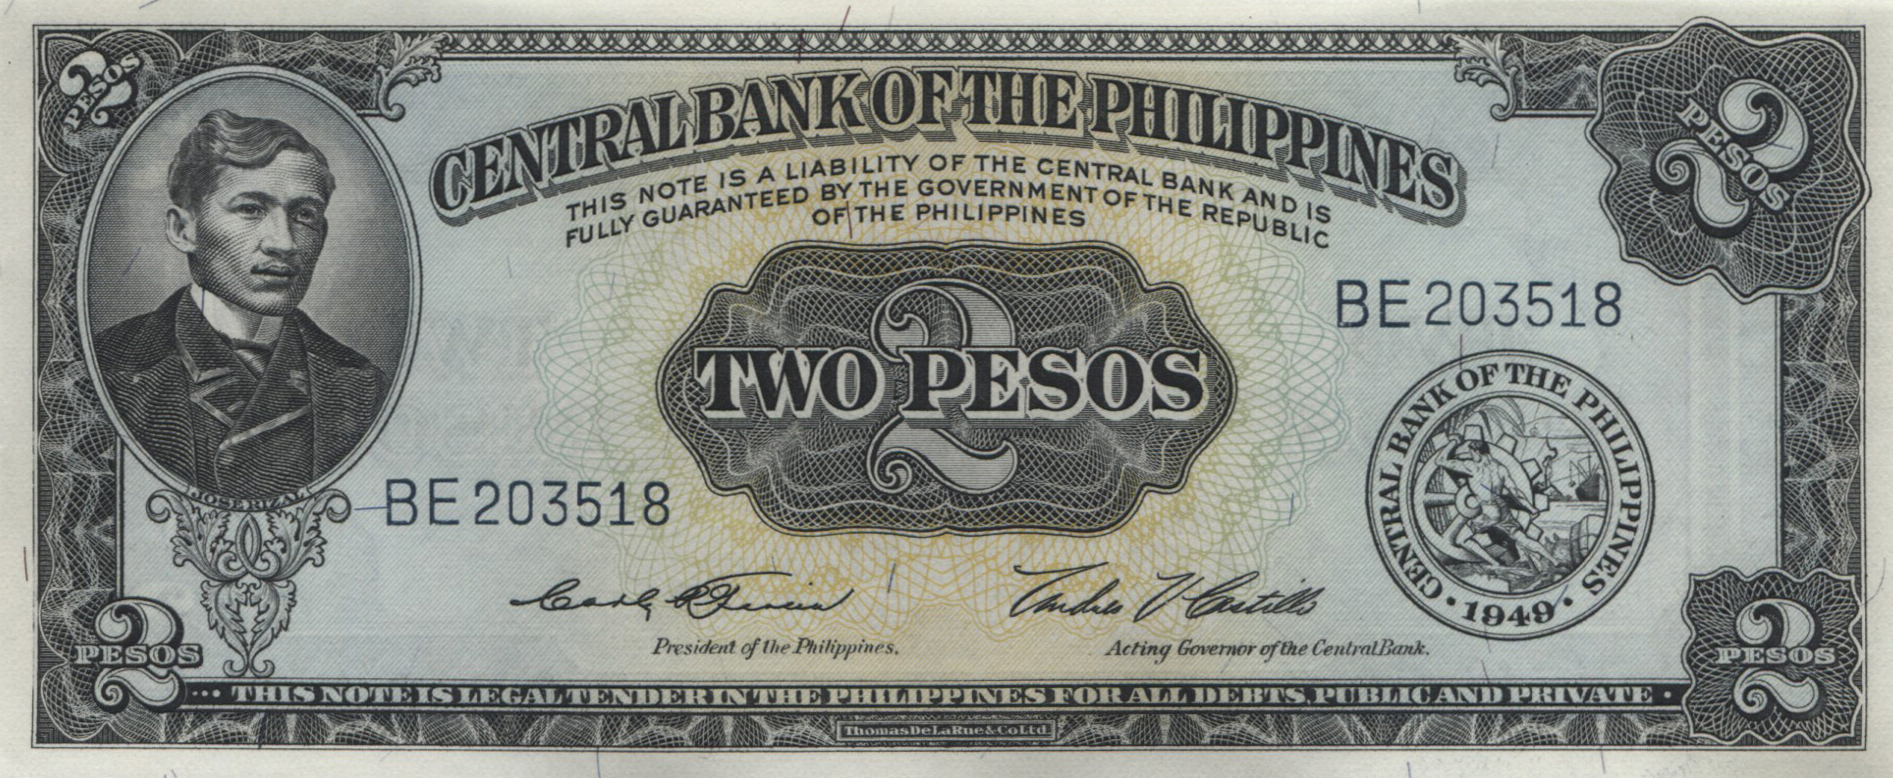 2 PESOS
2 PESOS
CENTRAL BANK OF THE PHILIPPINES
THIS NOTE IS A LIABILITY OF THE CENTRAL BANK AND IS
FULLY GUARANTEED BY THE GOVERNMENT OF THE REPUBLIC
OF THE PHILIPPINES
BE 203518
2
TWO PESOS
CENTRAL BANK OF THE PHILIPPINES
· 1949 ·
JOSE RIZAL
BE 203518
President of the Philippines.
Andres V Castillo
Acting Governor of the Central Bank.
2 PESOS
2 PESOS
··· THIS NOTE IS LEGAL TENDER IN THE PHILIPPINES FOR ALL DEBTS, PUBLIC AND PRIVATE ·
Thomas De La Rue & Co Ltd